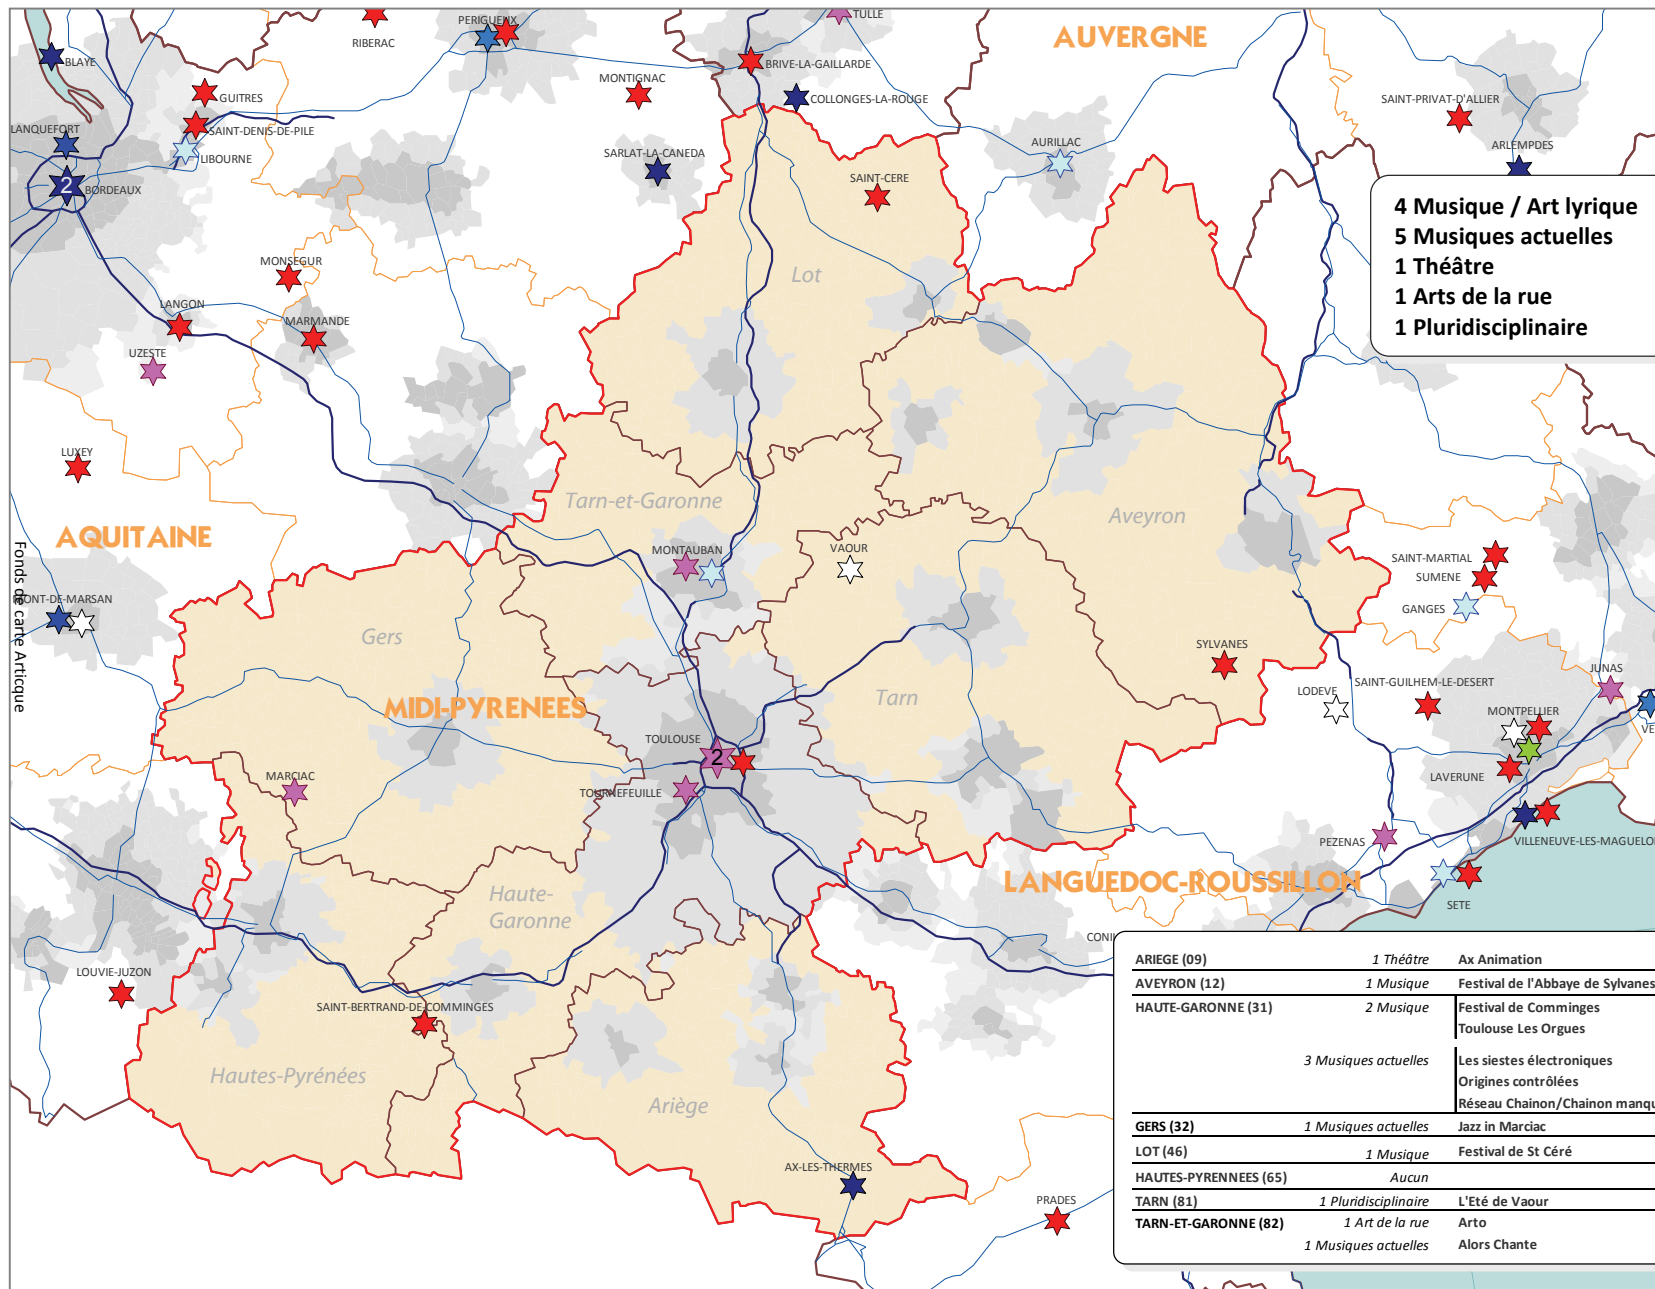 TULLE
PERIGUEUX
AUVERGNE
RIBERAC
BLAYE
BRIVE-LA-GAILLARDE
MONTIGNAC
COLLONGES-LA-ROUGE
GUITRES
SAINT-PRIVAT-D'ALLIER
LANQUEFORT
SAINT-DENIS-DE-PILE
AURILLAC
ARLEMPDES
LIBOURNE
SARLAT-LA-CANEDA
SAINT-CERE
2
BORDEAUX
4 Musique / Art lyrique
5 Musiques actuelles
1 Théâtre
1 Arts de la rue
1 Pluridisciplinaire
MONSEGUR
Lot
LANGON
MARMANDE
UZESTE
LUXEY
Tarn-et-Garonne
Aveyron
AQUITAINE
MONTAUBAN
VAOUR
SAINT-MARTIAL
SUMENE
Fonds de carte Articque
MONT-DE-MARSAN
GANGES
Gers
SYLVANES
JUNAS
SAINT-GUILHEM-LE-DESERT
LODEVE
Tarn
MIDI-PYRENEES
MONTPELLIER
VE
TOULOUSE
2
MARCIAC
LAVERUNE
TOURNEFEUILLE
PEZENAS
VILLENEUVE-LES-MAGUELO
LANGUEDOC-ROUSSILLON
Haute-
Garonne
SETE
CONI
LOUVIE-JUZON
SAINT-BERTRAND-DE-COMMINGES
Hautes-Pyrénées
Ariège
AX-LES-THERMES
PRADES
ARIEGE (09) 1 Théâtre Ax Animation
AVEYRON (12) 1 Musique Festival de l'Abbaye de Sylvanes
HAUTE-GARONNE (31) 2 Musique Festival de Comminges
Toulouse Les Orgues
3 Musiques actuelles Les siestes électroniques
Origines contrôlées
Réseau Chainon/Chainon manqu
GERS (32) 1 Musiques actuelles Jazz in Marciac
LOT (46) 1 Musique Festival de St Céré
HAUTES-PYRENNEES (65) Aucun
TARN (81) 1 Pluridisciplinaire L'Eté de Vaour
TARN-ET-GARONNE (82) 1 Art de la rue Arto
1 Musiques actuelles Alors Chante